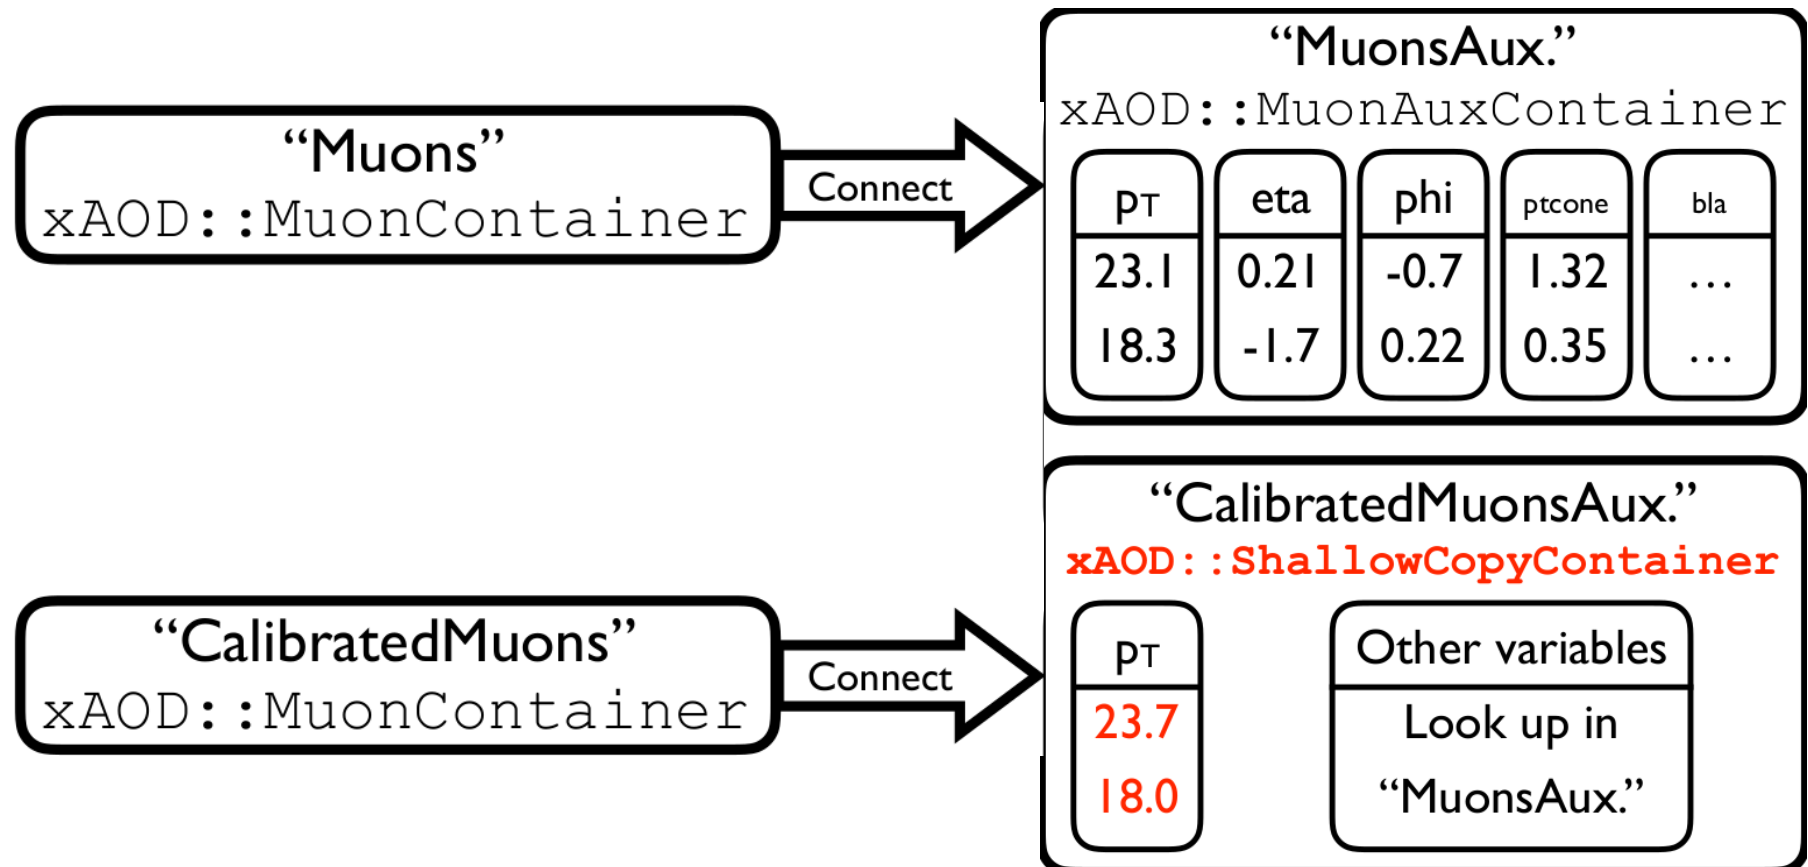 “Muons”
xAOD::MuonContainer
Connect
“MuonsAux.”
xAOD::MuonAuxContainer
pT eta phi ptcone bla
23.1 0.21 -0.7 1.32 ...
18.3 -1.7 0.22 0.35 ...
“CalibratedMuons”
xAOD::MuonContainer
Connect
“CalibratedMuonsAux.”
xAOD::ShallowCopyContainer
pT Other variables
23.7 Look up in
18.0 “MuonsAux.”